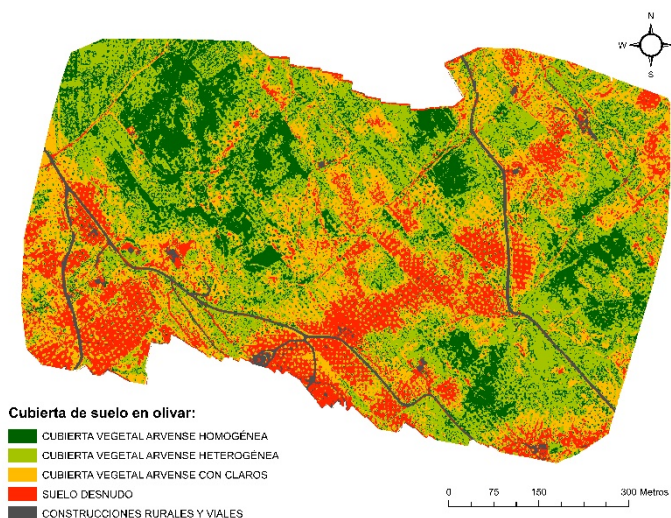 N
W E
S
Cubierta de suelo en olivar:
CUBIERTA VEGETAL ARVENSE HOMOGÉNEA
CUBIERTA VEGETAL ARVENSE HETEROGÉNEA
CUBIERTA VEGETAL ARVENSE CON CLAROS
SUELO DESNUDO
CONSTRUCCIONES RURALES Y VIALES
0 75 150 300 Metros